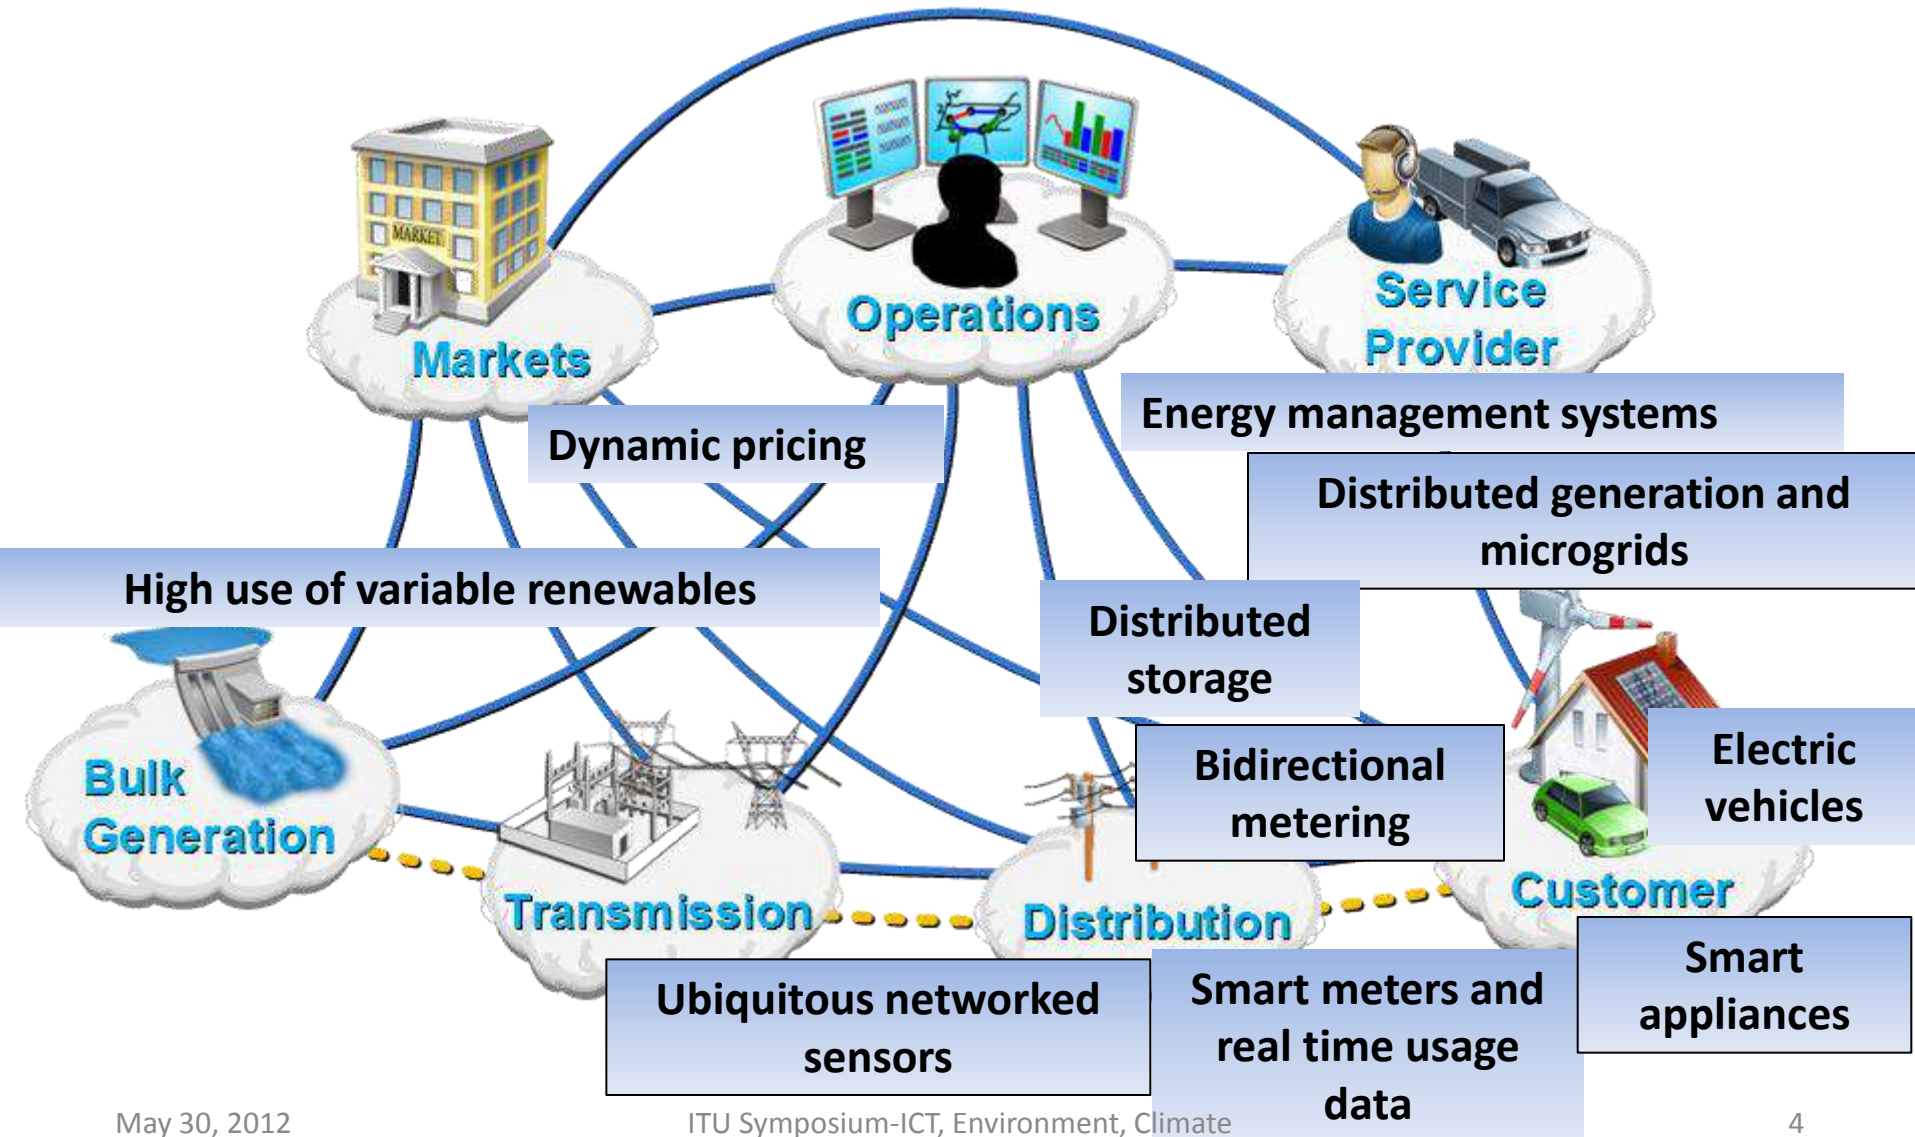 MARKET
Markets
Operations
Service
Provider
Energy management systems
Dynamic pricing
Distributed generation and
microgrids
High use of variable renewables
Distributed
storage
Bidirectional
metering
Electric
vehicles
Bulk
Generation
Transmission
Distribution
Customer
Ubiquitous networked
sensors
Smart meters and
real time usage
data
Smart
appliances
May 30, 2012
ITU Symposium-ICT, Environment, Climate
4